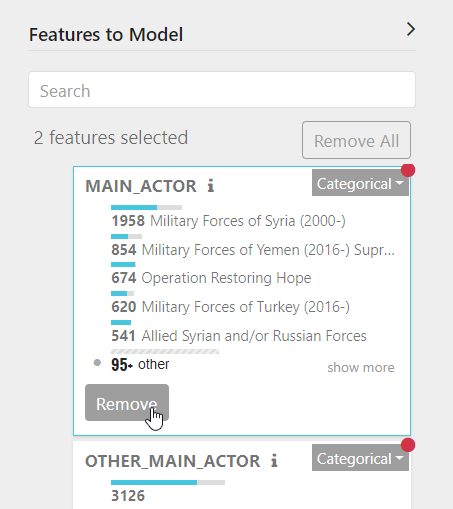 Features to Model
Search
2 features selected
Remove All
MAIN_ACTOR i
Categorical
1958 Military Forces of Syria (2000-)
854 Military Forces of Yemen (2016-) Supr...
674 Operation Restoring Hope
620 Military Forces of Turkey (2016-)
541 Allied Syrian and/or Russian Forces
95+ other
show more
Remove
OTHER_MAIN_ACTOR i
Categorical
3126